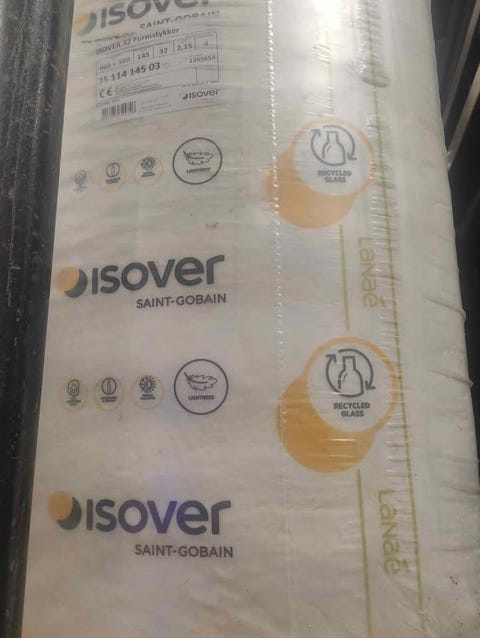 ISOVER
SAINT-GOBAIN
ISOVER 32 Formstykker
960 x 560 145 32 2,15 4
75 114 145 03
1265654
CE
isover
LIGHTNESS
RECYCLED
GLASS
isover
SAINT-GOBAIN
Lanaé
LIGHTNESS
RECYCLED
GLASS
isover
SAINT-GOBAIN
Lanaé